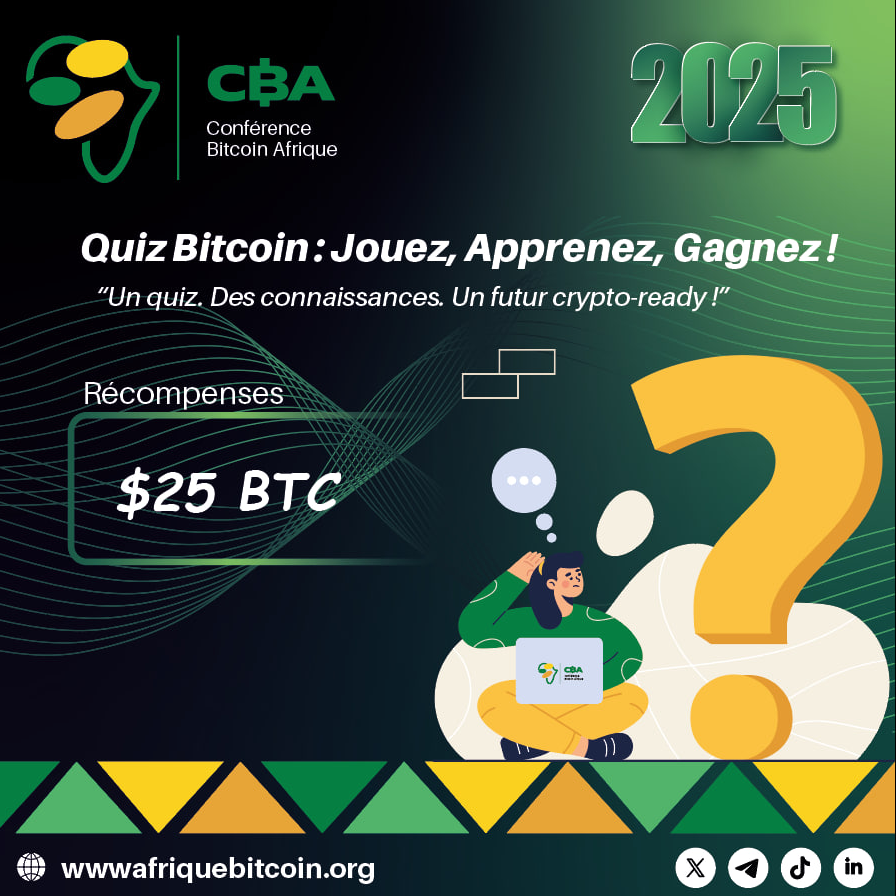 CBA
Conférence
Bitcoin Afrique
2025
Quiz Bitcoin : Jouez, Apprenez, Gagnez !
“Un quiz. Des connaissances. Un futur crypto-ready !”
Récompenses
$25 BTC
CBA
wwwafriquebitcoin.org